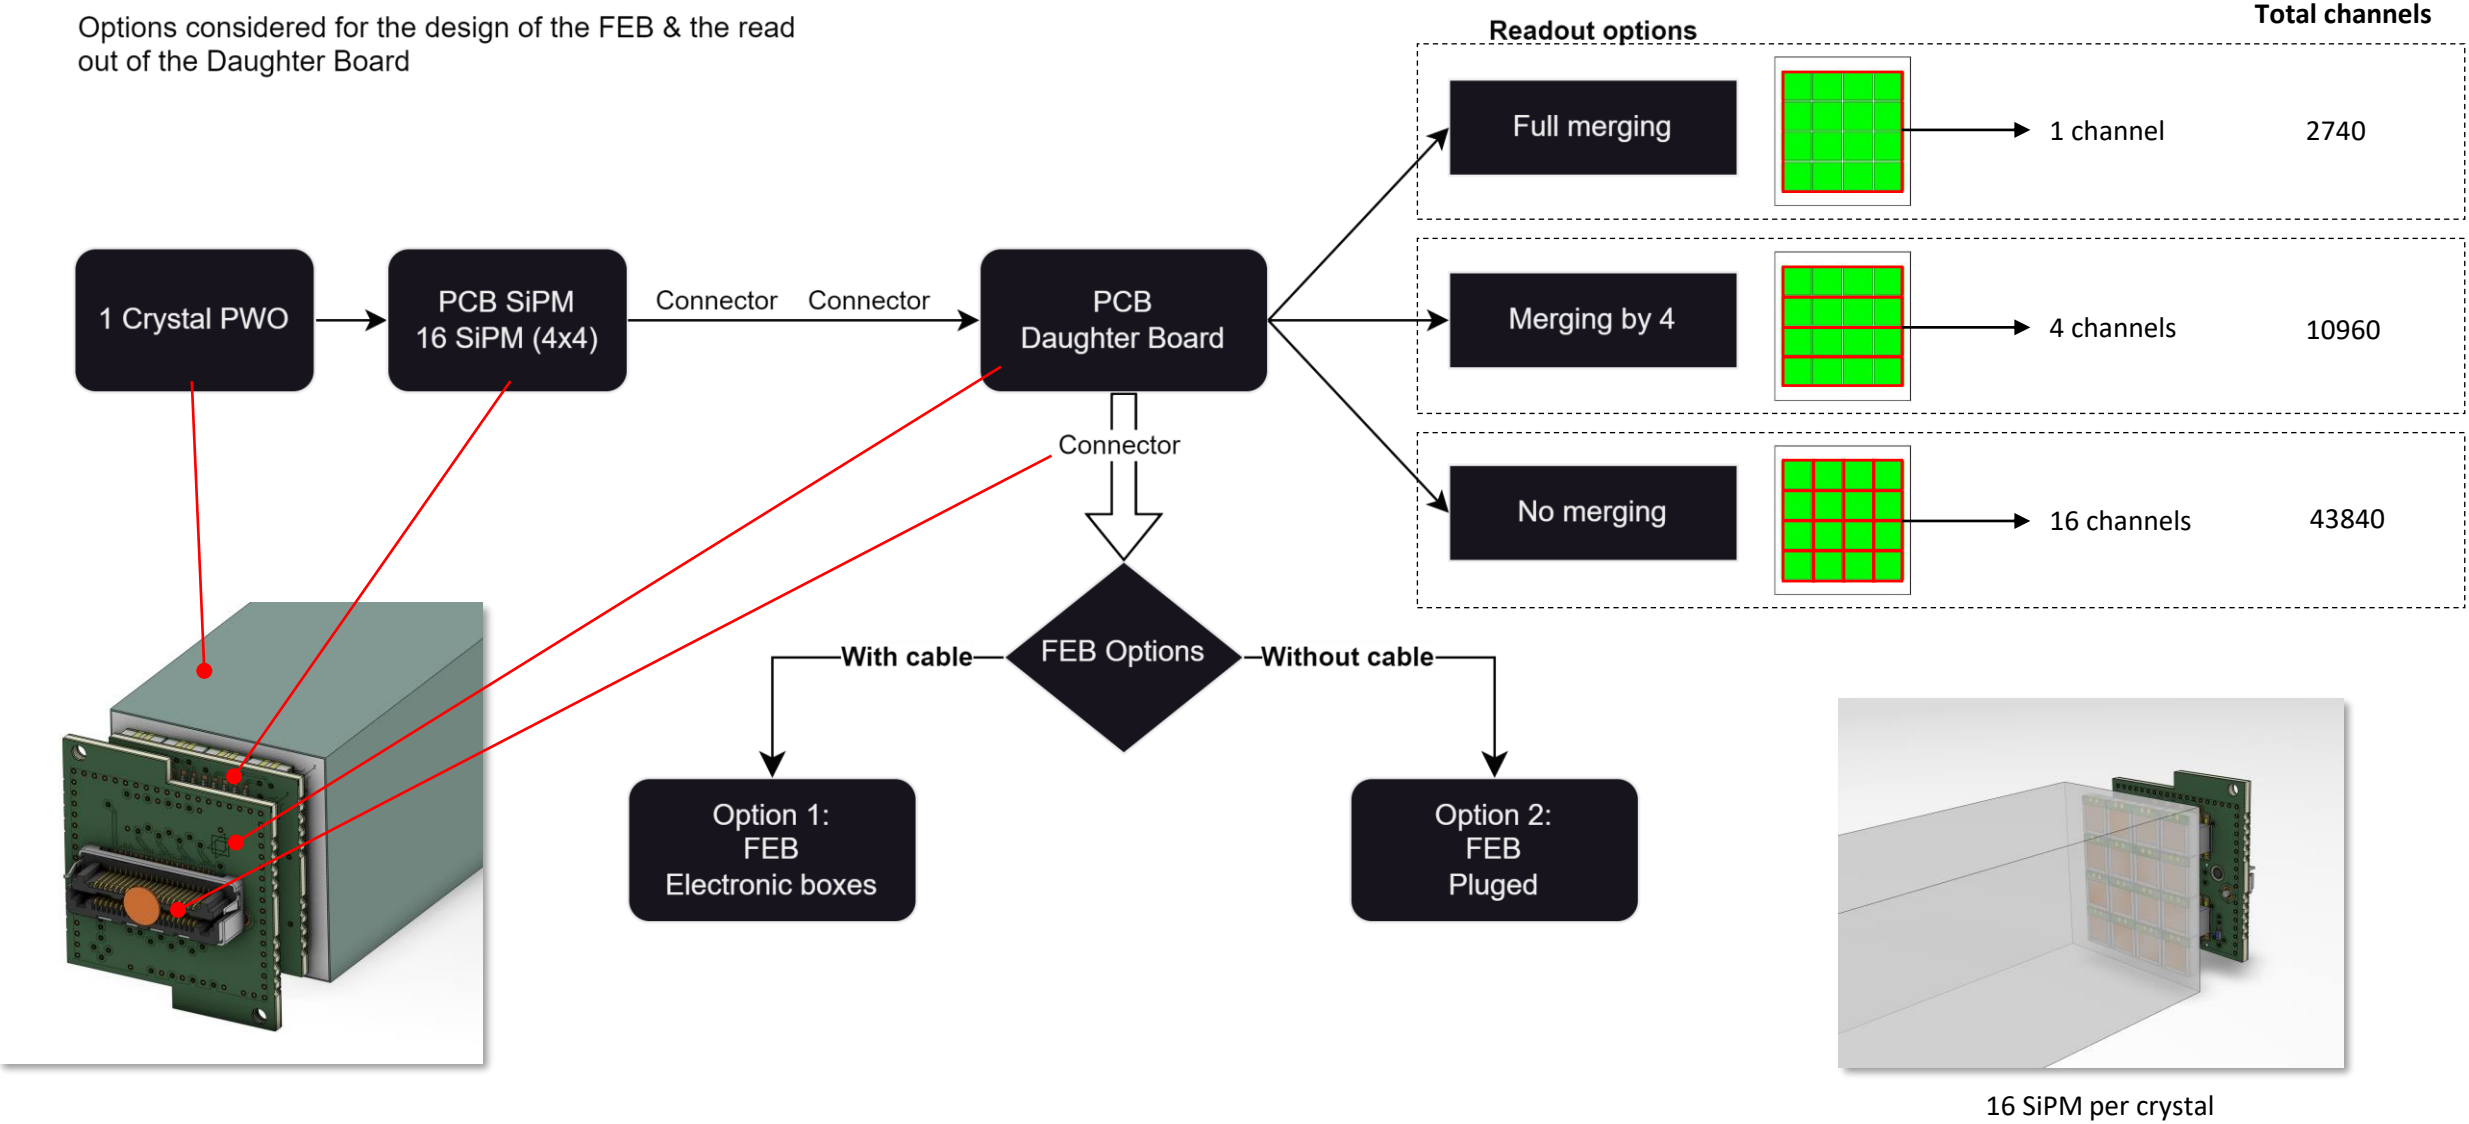 Options considered for the design of the FEB & the read
out of the Daughter Board
Readout options
Total channels
Full merging
1 channel
2740
1 Crystal PWO
PCB SiPM
16 SiPM (4x4)
Connector
Connector
PCB
Daughter Board
Merging by 4
4 channels
10960
Connector
No merging
16 channels
43840
With cable
FEB Options
Without cable
Option 1:
FEB
Electronic boxes
Option 2:
FEB
Pluged
16 SiPM per crystal